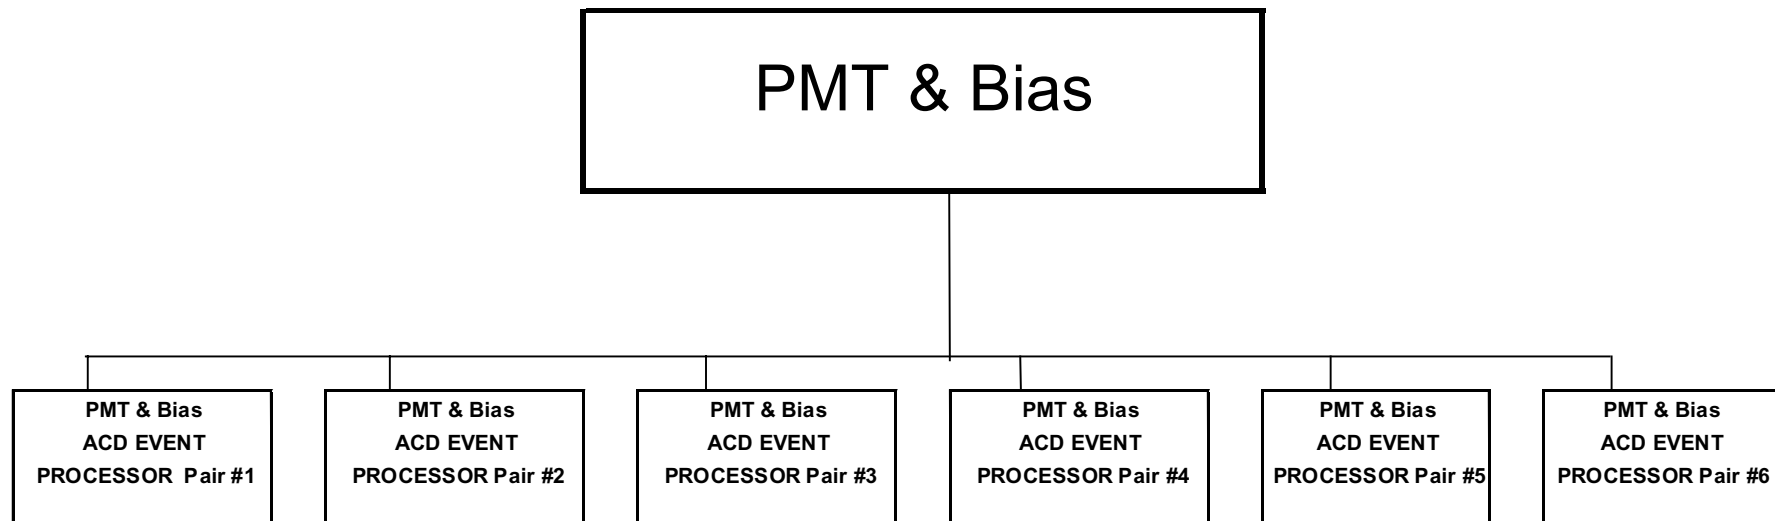 PMT & Bias
PMT & Bias
ACD EVENT
PROCESSOR Pair #1
PMT & Bias
ACD EVENT
PROCESSOR Pair #2
PMT & Bias
ACD EVENT
PROCESSOR Pair #3
PMT & Bias
ACD EVENT
PROCESSOR Pair #4
PMT & Bias
ACD EVENT
PROCESSOR Pair #5
PMT & Bias
ACD EVENT
PROCESSOR Pair #6